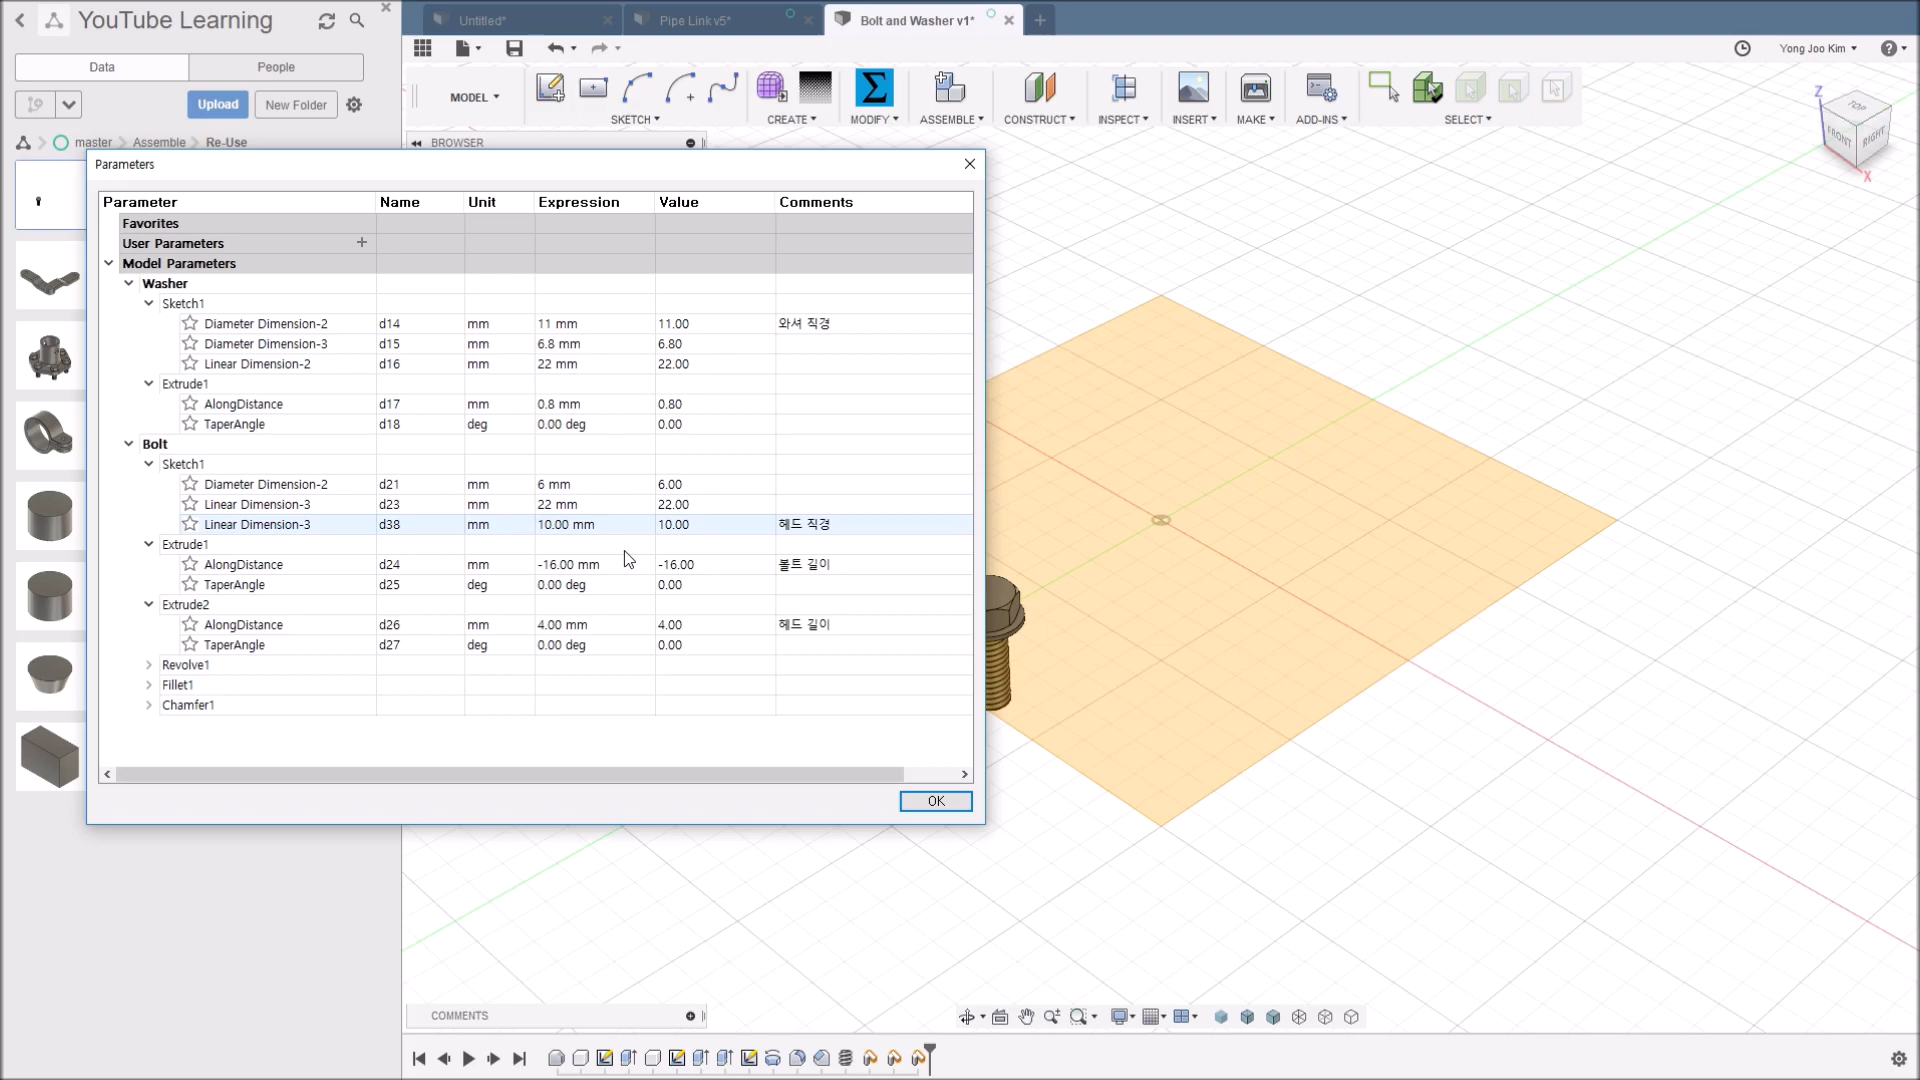 YouTube Learning
Untitled*
Pipe Link v5*
Bolt and Washer v1*
Yong Joo Kim
Data
People
Upload
New Folder
master
Assemble
Re-Use
MODEL
SKETCH
CREATE
MODIFY
ASSEMBLE
CONSTRUCT
INSPECT
INSERT
MAKE
ADD-INS
SELECT
Z
TOP
FRONT
RIGHT
X
BROWSER
Parameters
Parameter Name Unit Expression Value Comments
Favorites
User Parameters +
Model Parameters
Washer
Sketch1
Diameter Dimension-2 d14 mm 11 mm 11.00 와셔 직경
Diameter Dimension-3 d15 mm 6.8 mm 6.80
Linear Dimension-2 d16 mm 22 mm 22.00
Extrude1
AlongDistance d17 mm 0.8 mm 0.80
TaperAngle d18 deg 0.00 deg 0.00
Bolt
Sketch1
Diameter Dimension-2 d21 mm 6 mm 6.00
Linear Dimension-3 d23 mm 22 mm 22.00
Linear Dimension-3 d38 mm 10.00 mm 10.00 헤드 직경
Extrude1
AlongDistance d24 mm -16.00 mm -16.00 볼트 길이
TaperAngle d25 deg 0.00 deg 0.00
Extrude2
AlongDistance d26 mm 4.00 mm 4.00 헤드 길이
TaperAngle d27 deg 0.00 deg 0.00
Revolve1
Fillet1
Chamfer1
OK
COMMENTS